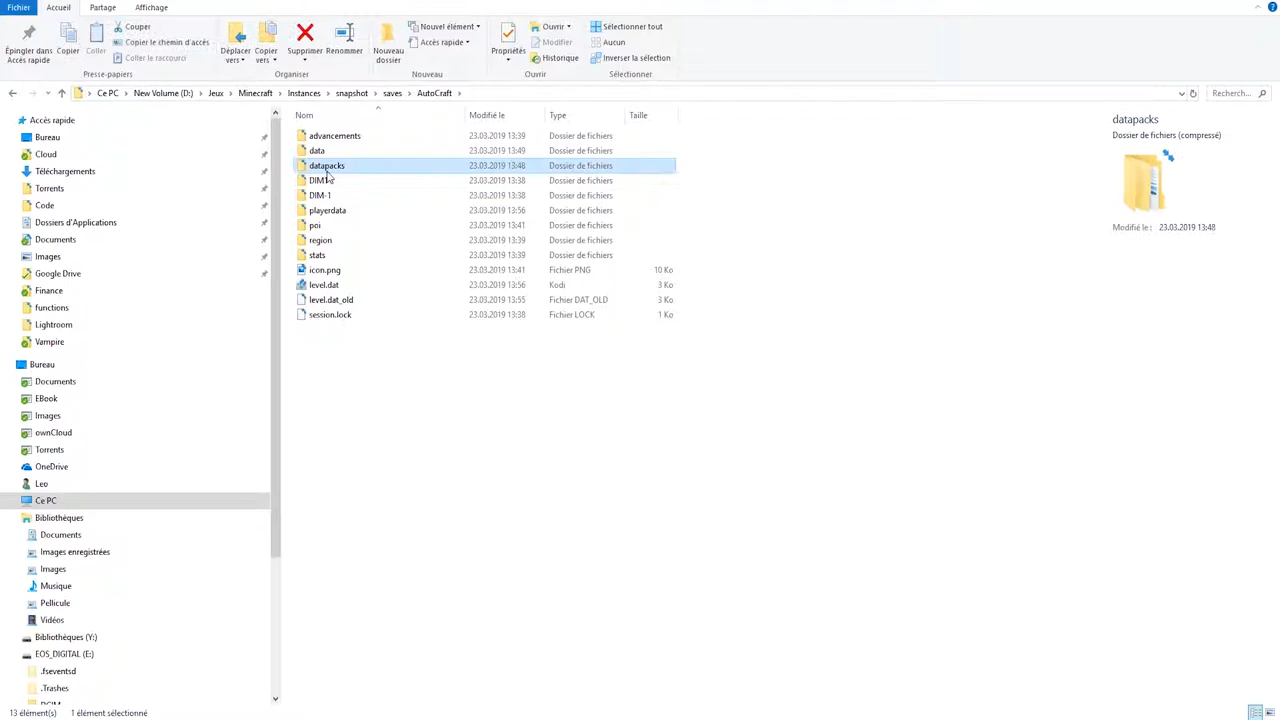 Fichier Accueil Partage Affichage
Épingler dans Accès rapide
Copier
Coller
Couper
Copier le chemin d'accès
Coller le raccourci
Presse-papiers
Déplacer vers
Copier vers
Supprimer
Renommer
Organiser
Nouveau dossier
Nouvel élément
Accès rapide
Nouveau
Propriétés
Ouvrir
Modifier
Historique
Ouvrir
Sélectionner tout
Aucun
Inverser la sélection
Sélectionner
Ce PC New Volume (D:) Jeux Minecraft Instances snapshot saves AutoCraft
Recherch...
Accès rapide
Bureau
Cloud
Téléchargements
Torrents
Code
Dossiers d'Applications
Documents
Images
Google Drive
Finance
functions
Lightroom
Vampire
Bureau
Documents
EBook
Images
ownCloud
Torrents
OneDrive
Leo
Ce PC
Bibliothèques
Documents
Images enregistrées
Images
Musique
Pellicule
Vidéos
Bibliothèques (Y:)
EOS_DIGITAL (E:)
.fseventsd
.Trashes
DCIM
Nom Modifié le Type Taille
advancements 23.03.2019 13:39 Dossier de fichiers
data 23.03.2019 13:49 Dossier de fichiers
datapacks 23.03.2019 13:48 Dossier de fichiers
DIM1 23.03.2019 13:38 Dossier de fichiers
DIM-1 23.03.2019 13:38 Dossier de fichiers
playerdata 23.03.2019 13:56 Dossier de fichiers
poi 23.03.2019 13:41 Dossier de fichiers
region 23.03.2019 13:39 Dossier de fichiers
stats 23.03.2019 13:39 Dossier de fichiers
icon.png 23.03.2019 13:41 Fichier PNG 10 Ko
level.dat 23.03.2019 13:56 Kodi 3 Ko
level.dat_old 23.03.2019 13:55 Fichier DAT_OLD 3 Ko
session.lock 23.03.2019 13:38 Fichier LOCK 1 Ko
datapacks
Dossier de fichiers (compressé)
Modifié le : 23.03.2019 13:48
13 élément(s) 1 élément sélectionné